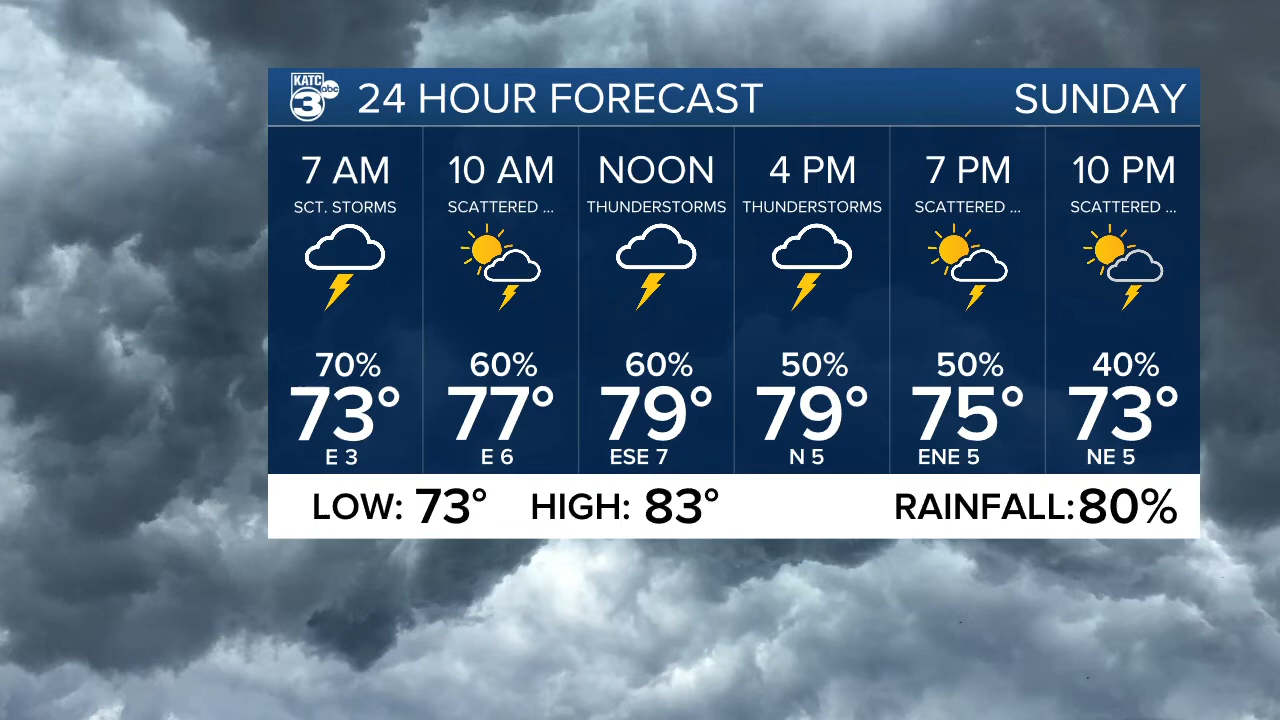 KATC
abc
3
24 HOUR FORECAST
SUNDAY
7 AM
10 AM
NOON
4 PM
7 PM
10 PM
SCT. STORMS
SCATTERED ...
THUNDERSTORMS
THUNDERSTORMS
SCATTERED ...
SCATTERED ...
70%
60%
60%
50%
50%
40%
73°
77°
79°
79°
75°
73°
E 3
E 6
ESE 7
N 5
ENE 5
NE 5
LOW: 73°
HIGH: 83°
RAINFALL:80%